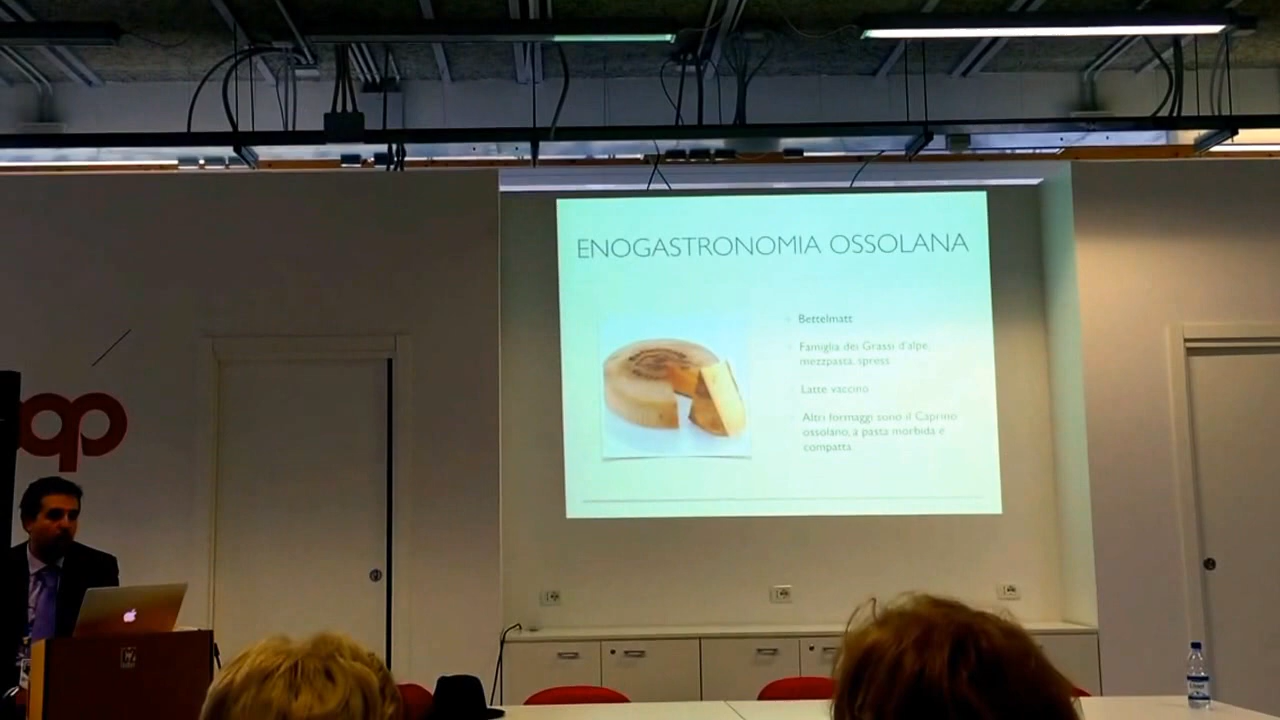 ENOGASTRONOMIA OSSOLANA
Bettelmatt
Famiglia dei Grassi d'alpe,
mezzpasta, spress
Latte vaccino
Altri formaggi sono il Caprino
ossolano, a pasta morbida e
compatta